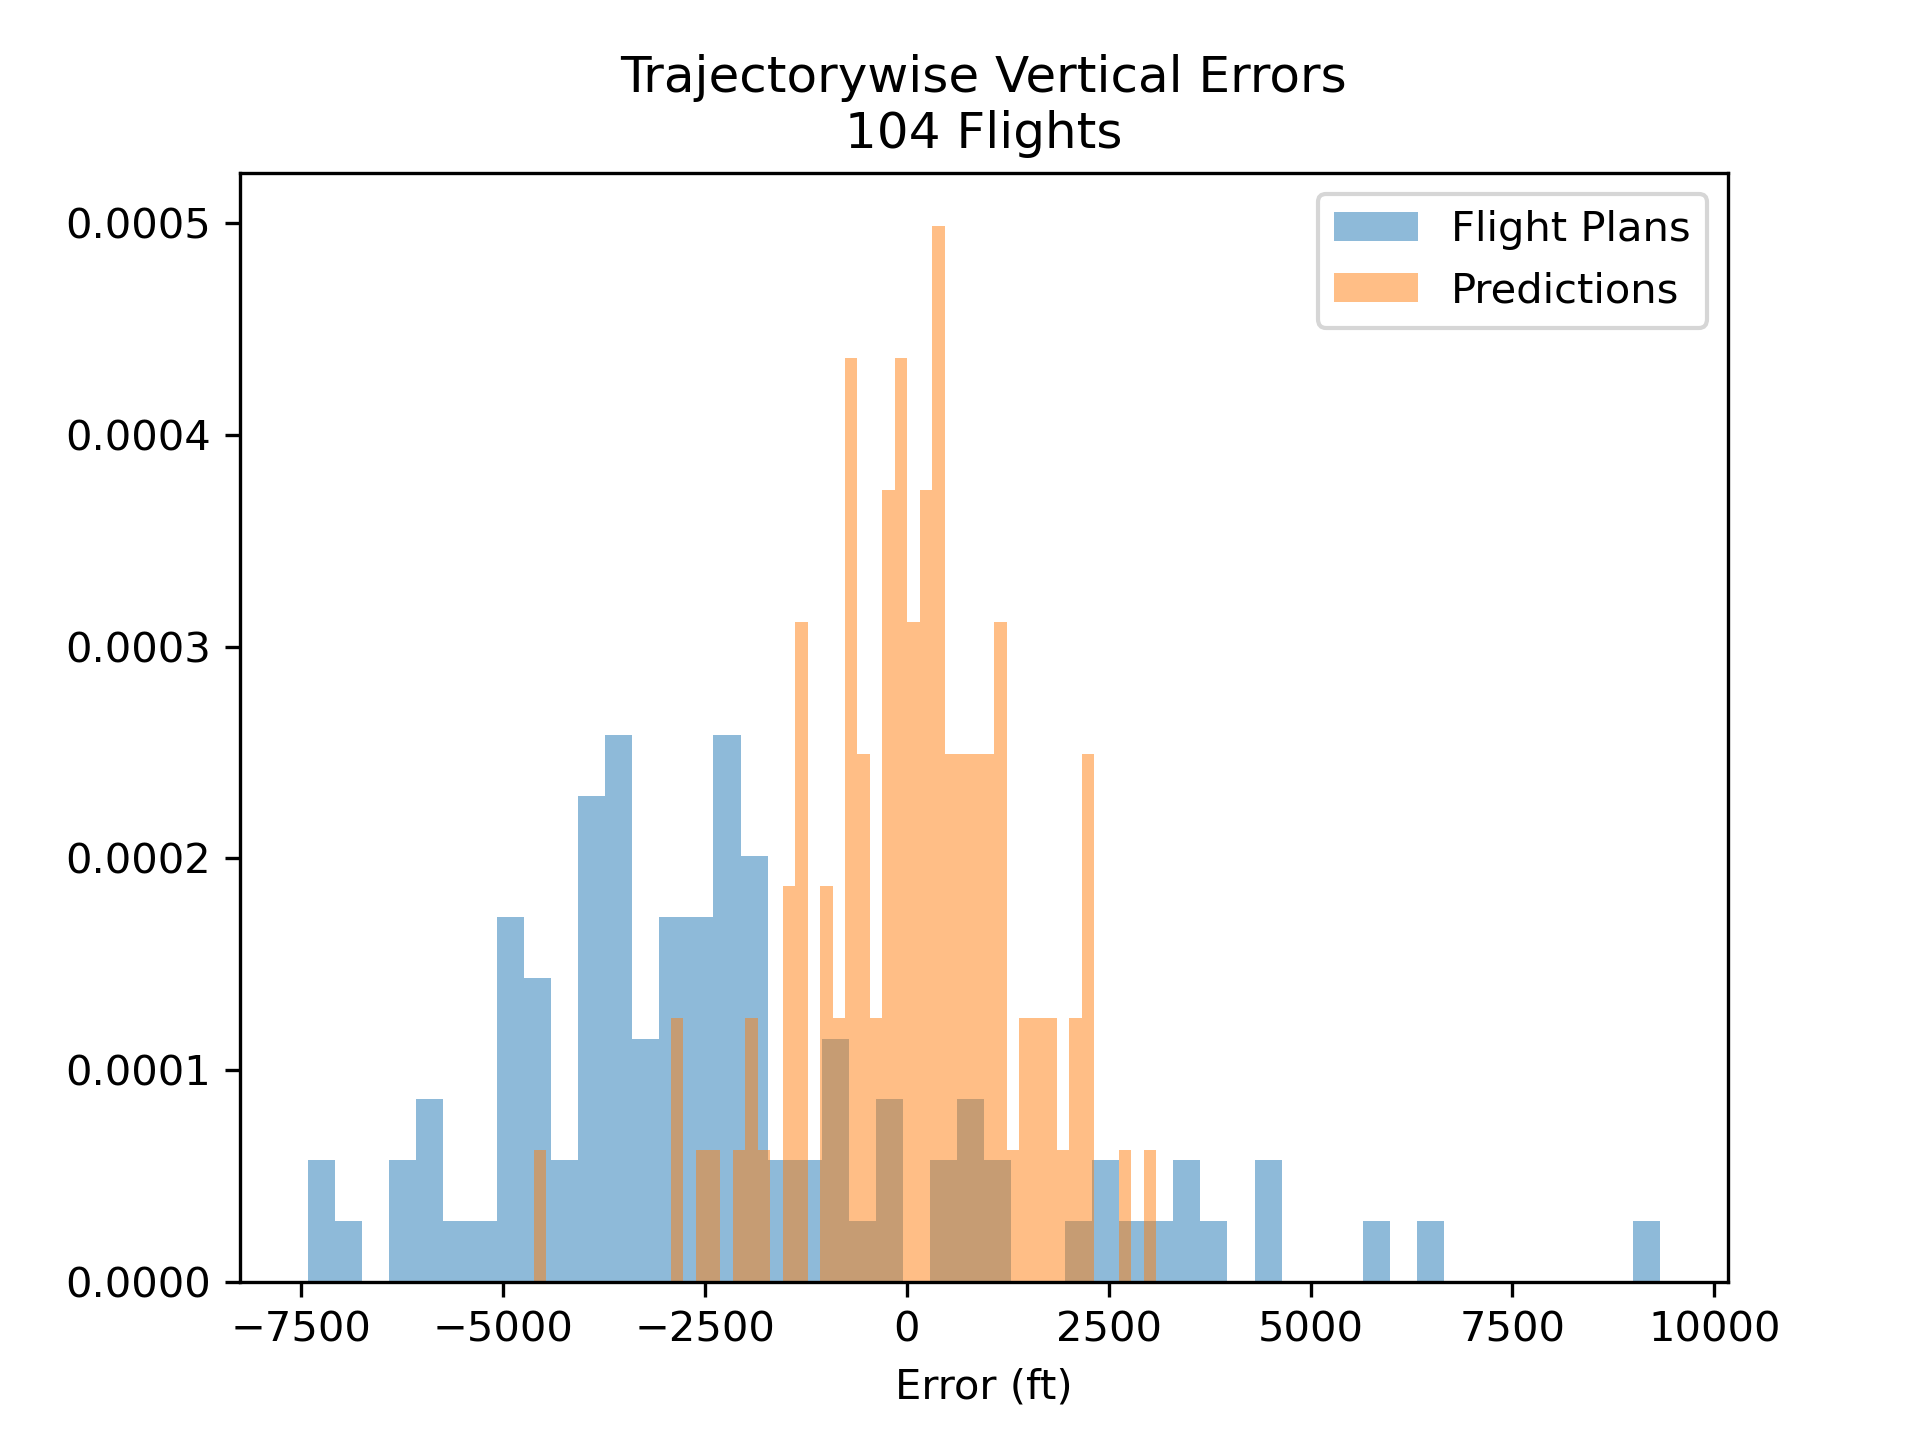 Trajectorywise Vertical Errors
104 Flights
Flight Plans
Predictions
0.0005
0.0004
0.0003
0.0002
0.0001
0.0000
−7500 −5000 −2500 0 2500 5000 7500 10000
Error (ft)